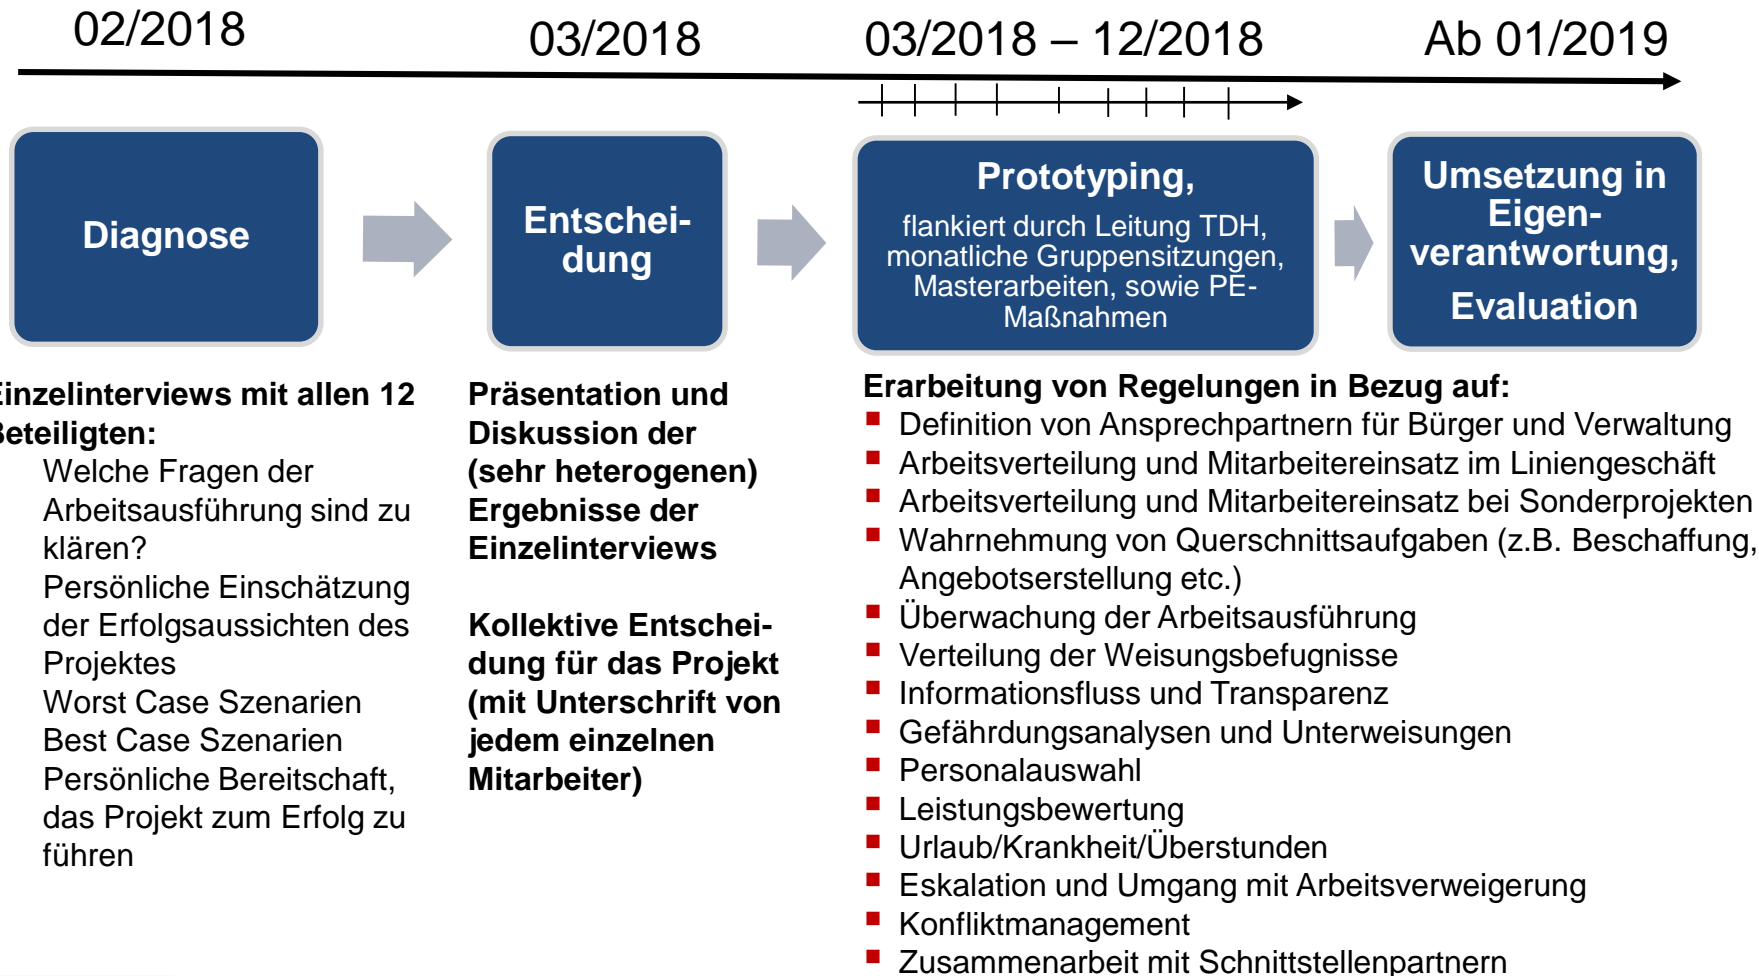 02/2018
03/2018
03/2018 – 12/2018
Ab 01/2019
Diagnose
Entschei-
dung
Prototyping,
flankiert durch Leitung TDH,
monatliche Gruppensitzungen,
Masterarbeiten, sowie PE-
Maßnahmen
Umsetzung in
Eigen-
verantwortung,
Evaluation
Einzelinterviews mit allen 12
Beteiligten:
Welche Fragen der
Arbeitsausführung sind zu
klären?
Persönliche Einschätzung
der Erfolgsaussichten des
Projektes
Worst Case Szenarien
Best Case Szenarien
Persönliche Bereitschaft,
das Projekt zum Erfolg zu
führen
Präsentation und
Diskussion der
(sehr heterogenen)
Ergebnisse der
Einzelinterviews
Kollektive Entschei-
dung für das Projekt
(mit Unterschrift von
jedem einzelnen
Mitarbeiter)
Erarbeitung von Regelungen in Bezug auf:
Definition von Ansprechpartnern für Bürger und Verwaltung
Arbeitsverteilung und Mitarbeitereinsatz im Liniengeschäft
Arbeitsverteilung und Mitarbeitereinsatz bei Sonderprojekten
Wahrnehmung von Querschnittsaufgaben (z.B. Beschaffung,
Angebotserstellung etc.)
Überwachung der Arbeitsausführung
Verteilung der Weisungsbefugnisse
Informationsfluss und Transparenz
Gefährdungsanalysen und Unterweisungen
Personalauswahl
Leistungsbewertung
Urlaub/Krankheit/Überstunden
Eskalation und Umgang mit Arbeitsverweigerung
Konfliktmanagement
Zusammenarbeit mit Schnittstellenpartnern